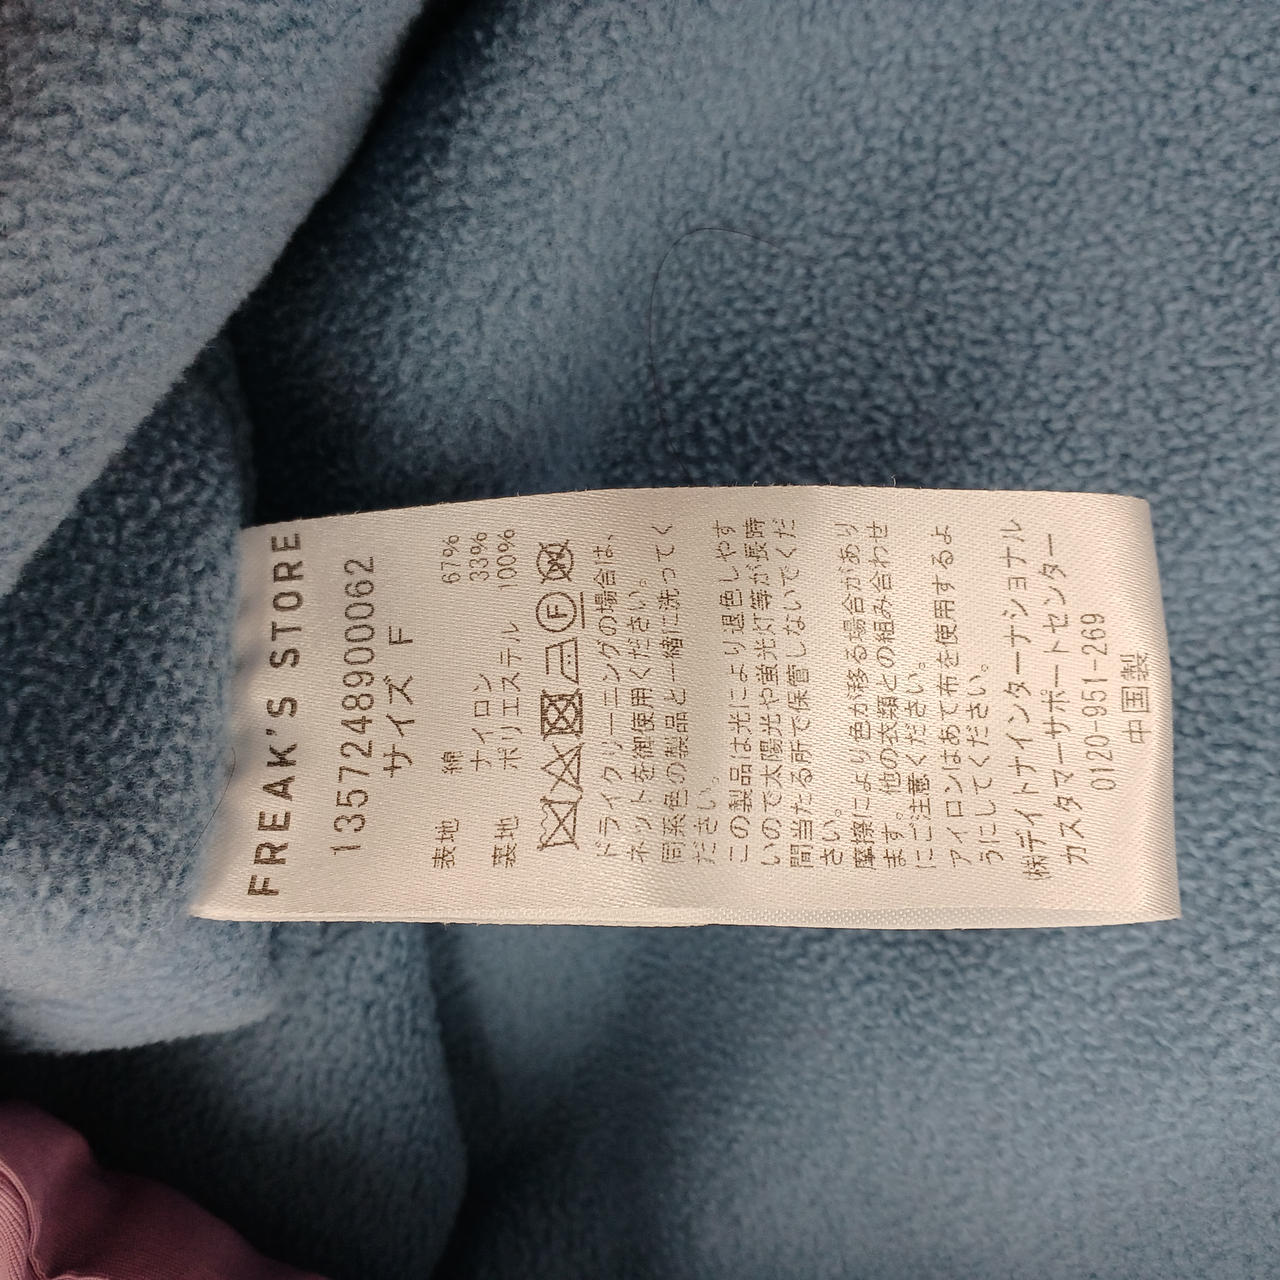 FREAK'S STORE
13572489000062
サイズ F
表地 綿 67%
ナイロン 33%
裏地 ポリエステル 100%
F
ドライクリーニングの場合は、
ネットを御使用ください。
同系色の製品と一緒に洗ってく
ださい。
この製品は光により退色しやす
いので太陽光や蛍光灯等が長時
間当たる所で保管しないでくだ
さい。
摩擦により色が移る場合があり
ます。他の衣類との組み合わせ
にご注意ください。
アイロンはあて布を使用するよ
うにしてください。
㈱デイトナインターナショナル
カスタマーサポートセンター
0120-951-269
中国製